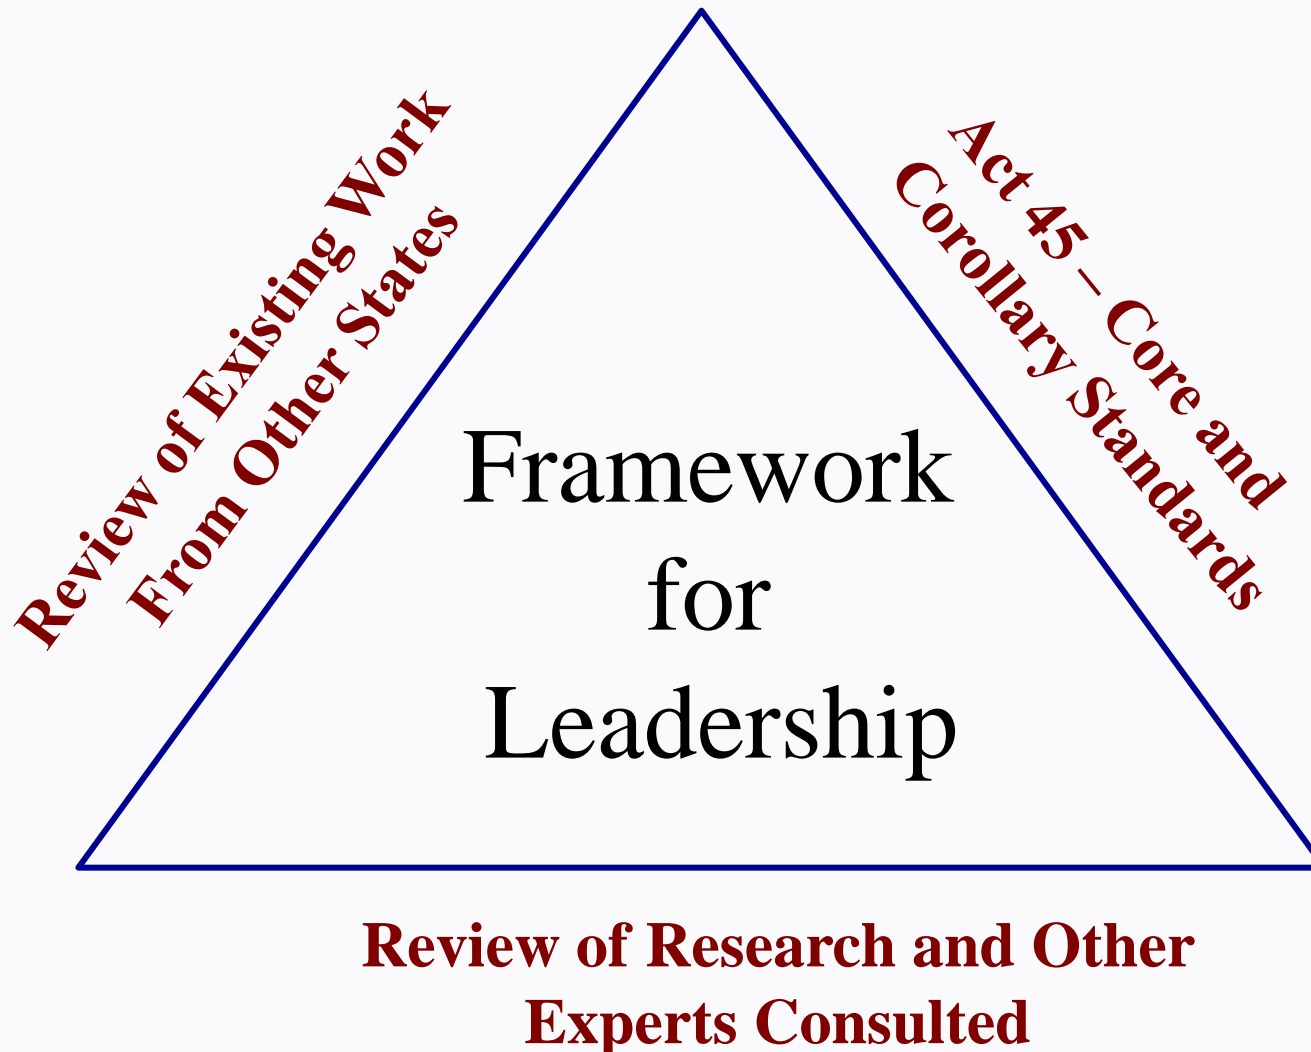 Review of Existing Work
From Other States
Act 45 – Core and
Corollary Standards
Framework
for
Leadership
Review of Research and Other
Experts Consulted